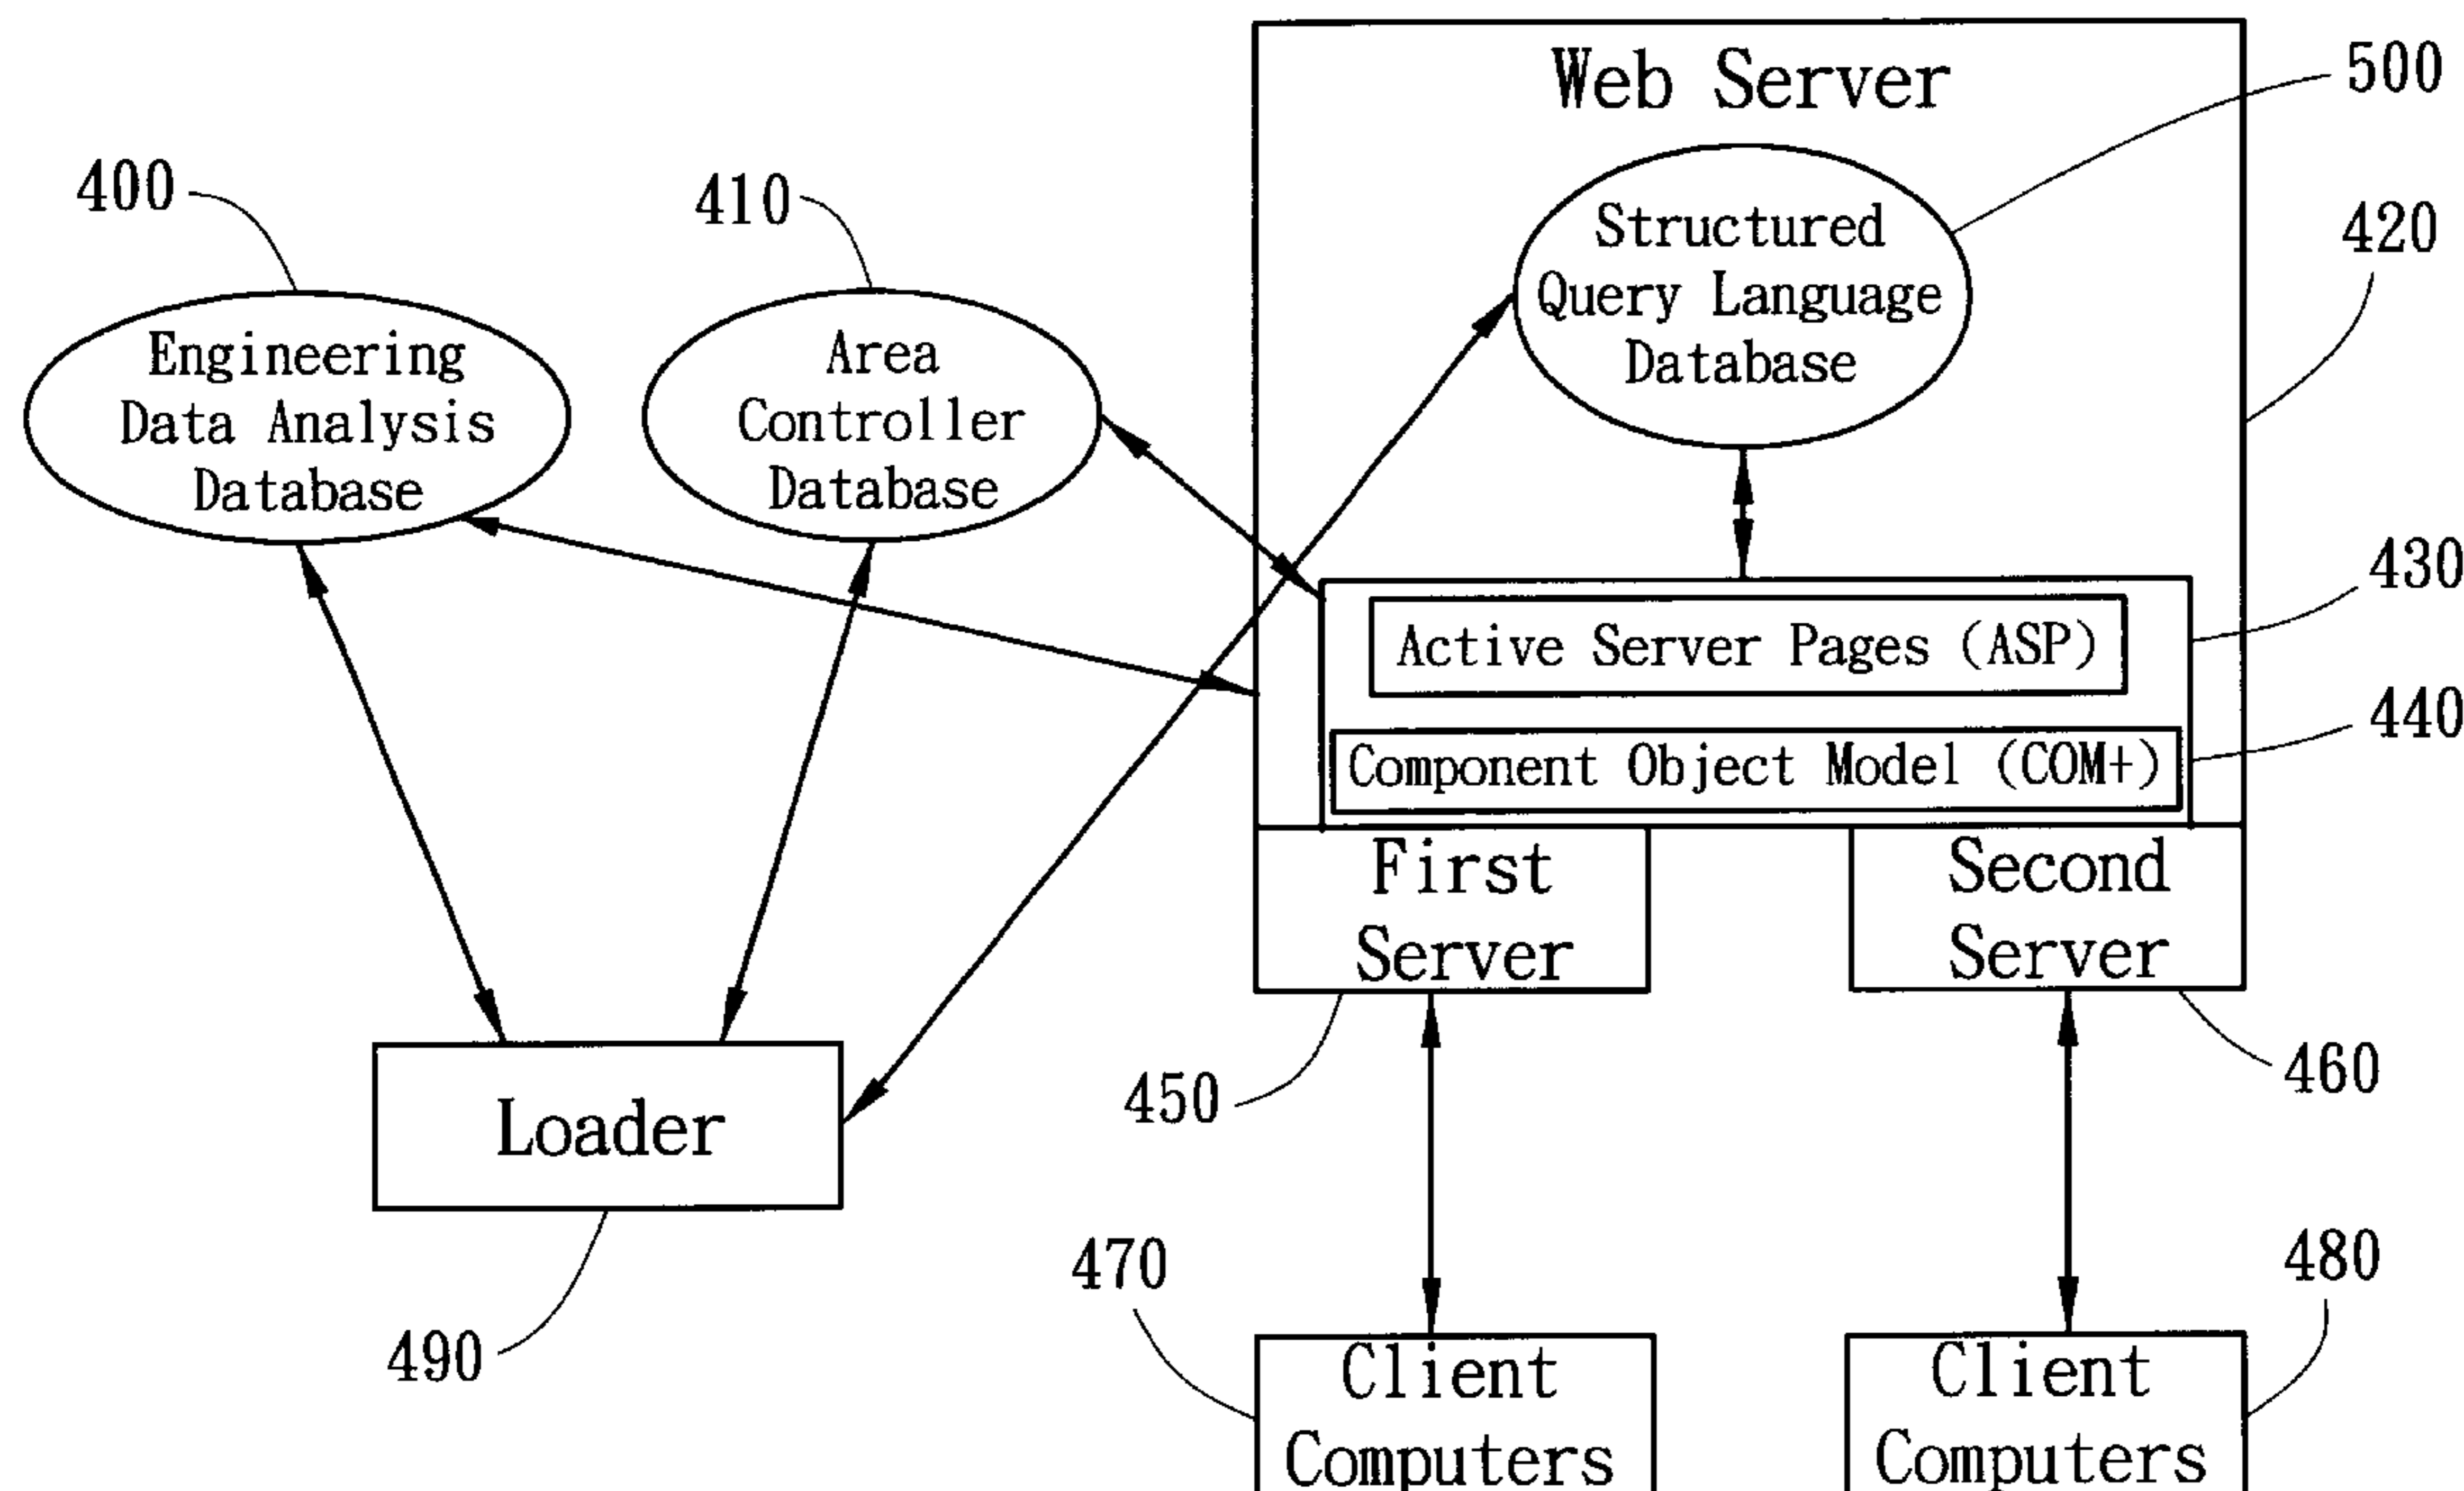 Web Server
500
400
410
Structured
Query Language
Database
420
Engineering
Data Analysis
Database
Area
Controller
Database
430
Active Server Pages (ASP)
440
Component Object Model (COM+)
First
Server
Second
Server
450
460
Loader
490
470
480
Client
Computers
Client
Computers